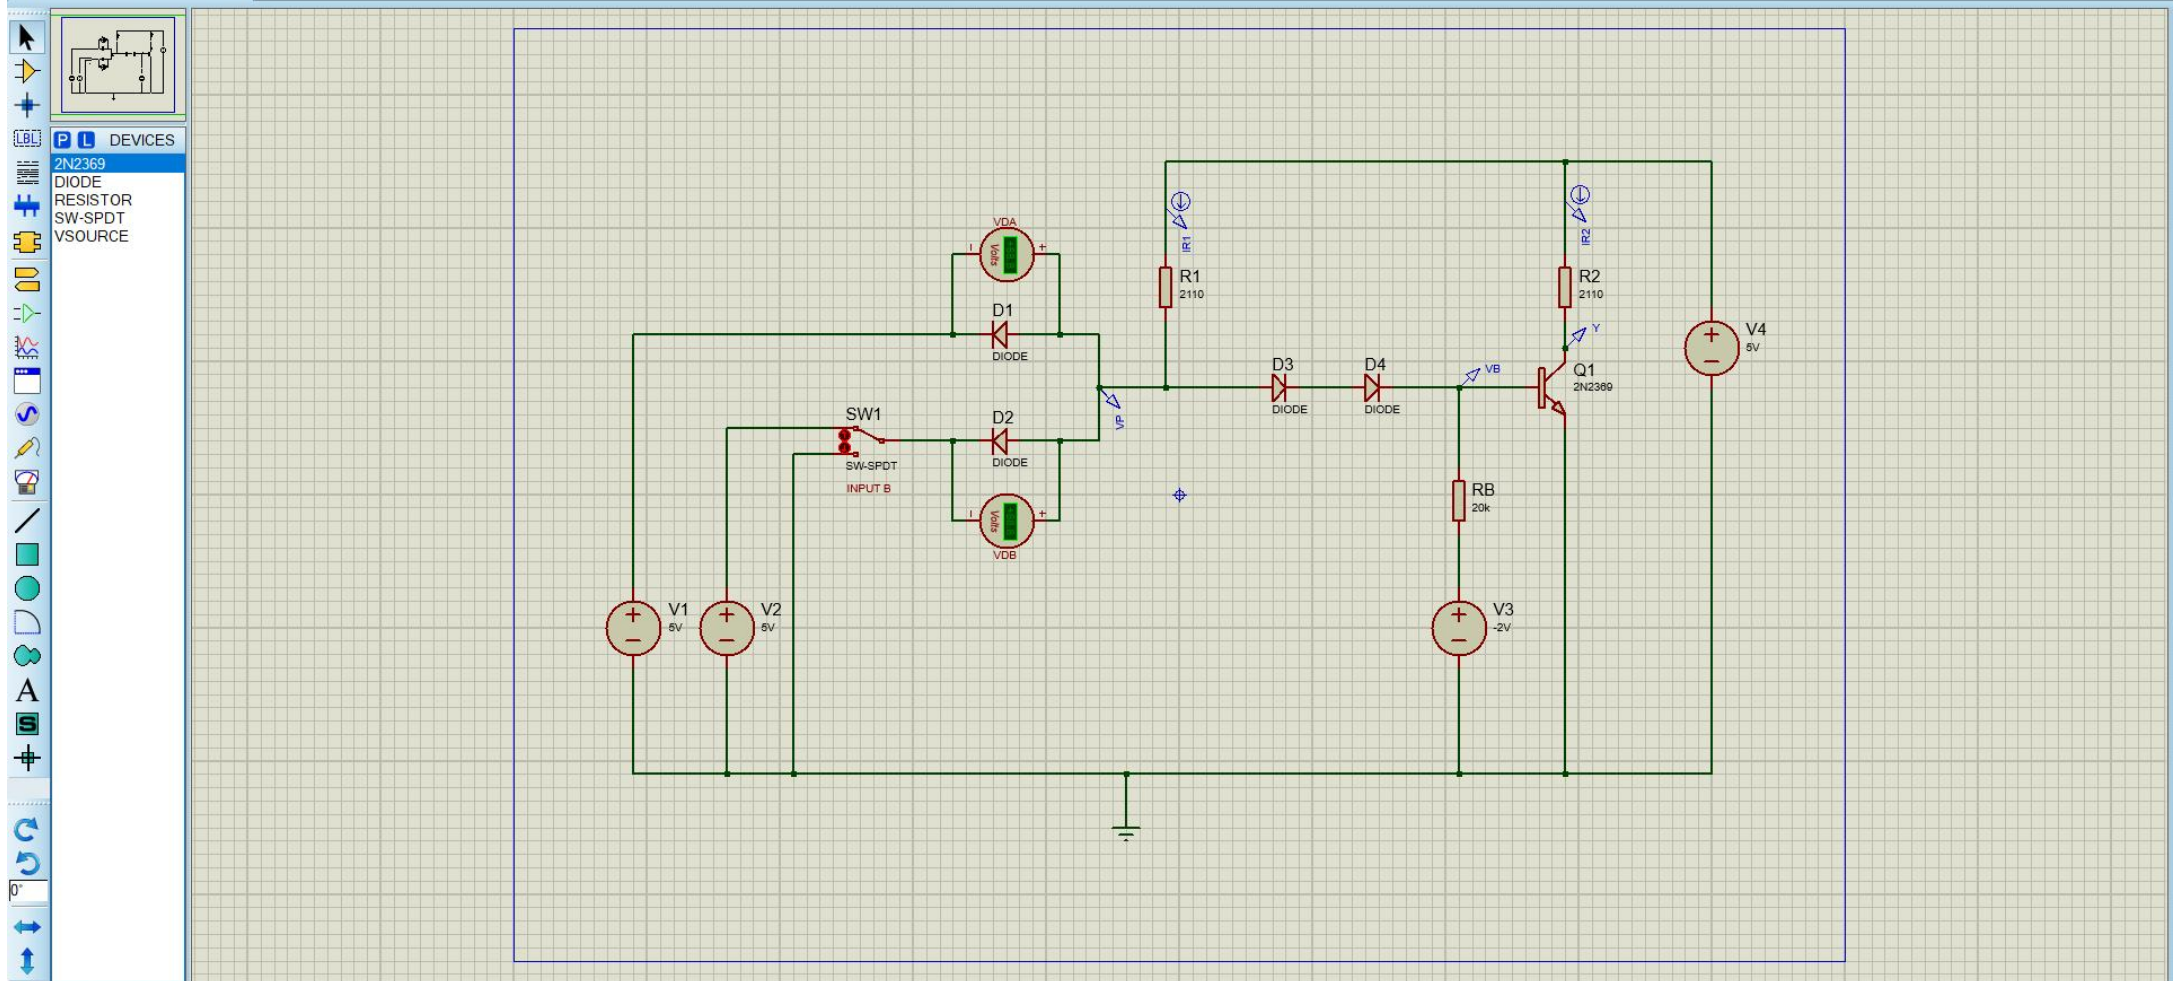 LBL
P L DEVICES
2N2369
DIODE
RESISTOR
SW-SPDT
VSOURCE
A
S
0°
VDA
Volts
D1
DIODE
IR1
R1
2110
IR2
R2
2110
Y
V4
5V
D3
DIODE
D4
DIODE
VB
Q1
2N2369
VP
SW1
SW-SPDT
INPUT B
D2
DIODE
Volts
VDB
RB
20k
V1
5V
V2
5V
V3
-2V